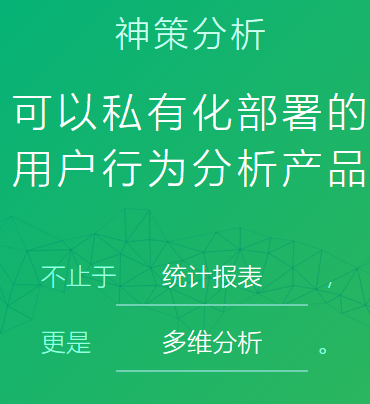 神策分析
可以私有化部署的
用户行为分析产品
不止于 统计报表 ，
更是 多维分析 。